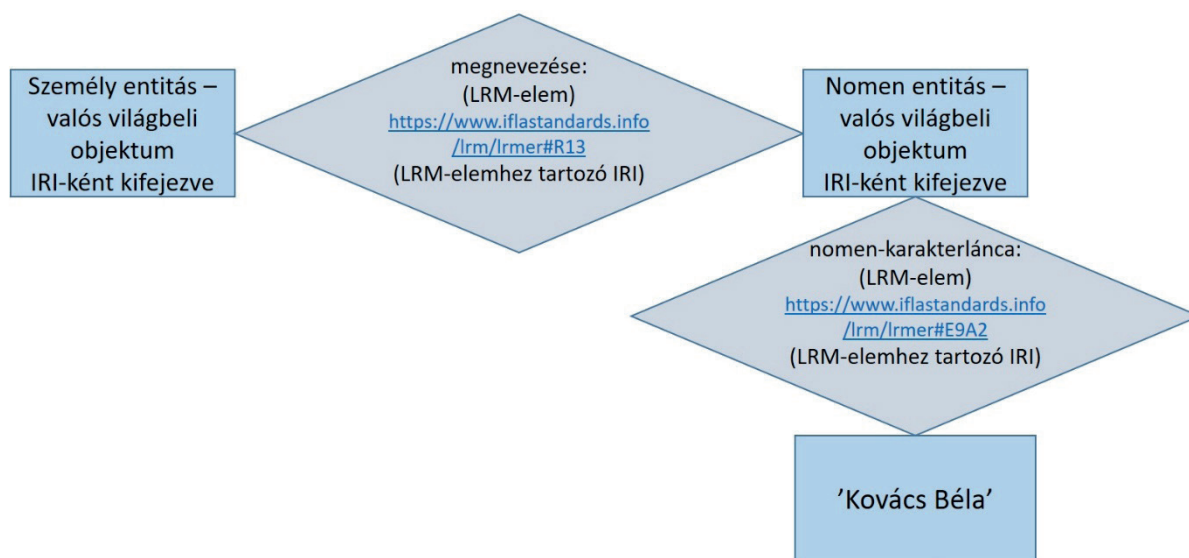 Személy entitás –
valós világbeli
objektum
IRI-ként kifejezve
megnevezése:
(LRM-elem)
https://www.iflastandards.info
/lrm/lrmer#R13
(LRM-elemhez tartozó IRI)
Nomen entitás –
valós világbeli
objektum
IRI-ként kifejezve
nomen-karakterlánca:
(LRM-elem)
https://www.iflastandards.info
/lrm/lrmer#E9A2
(LRM-elemhez tartozó IRI)
’Kovács Béla’